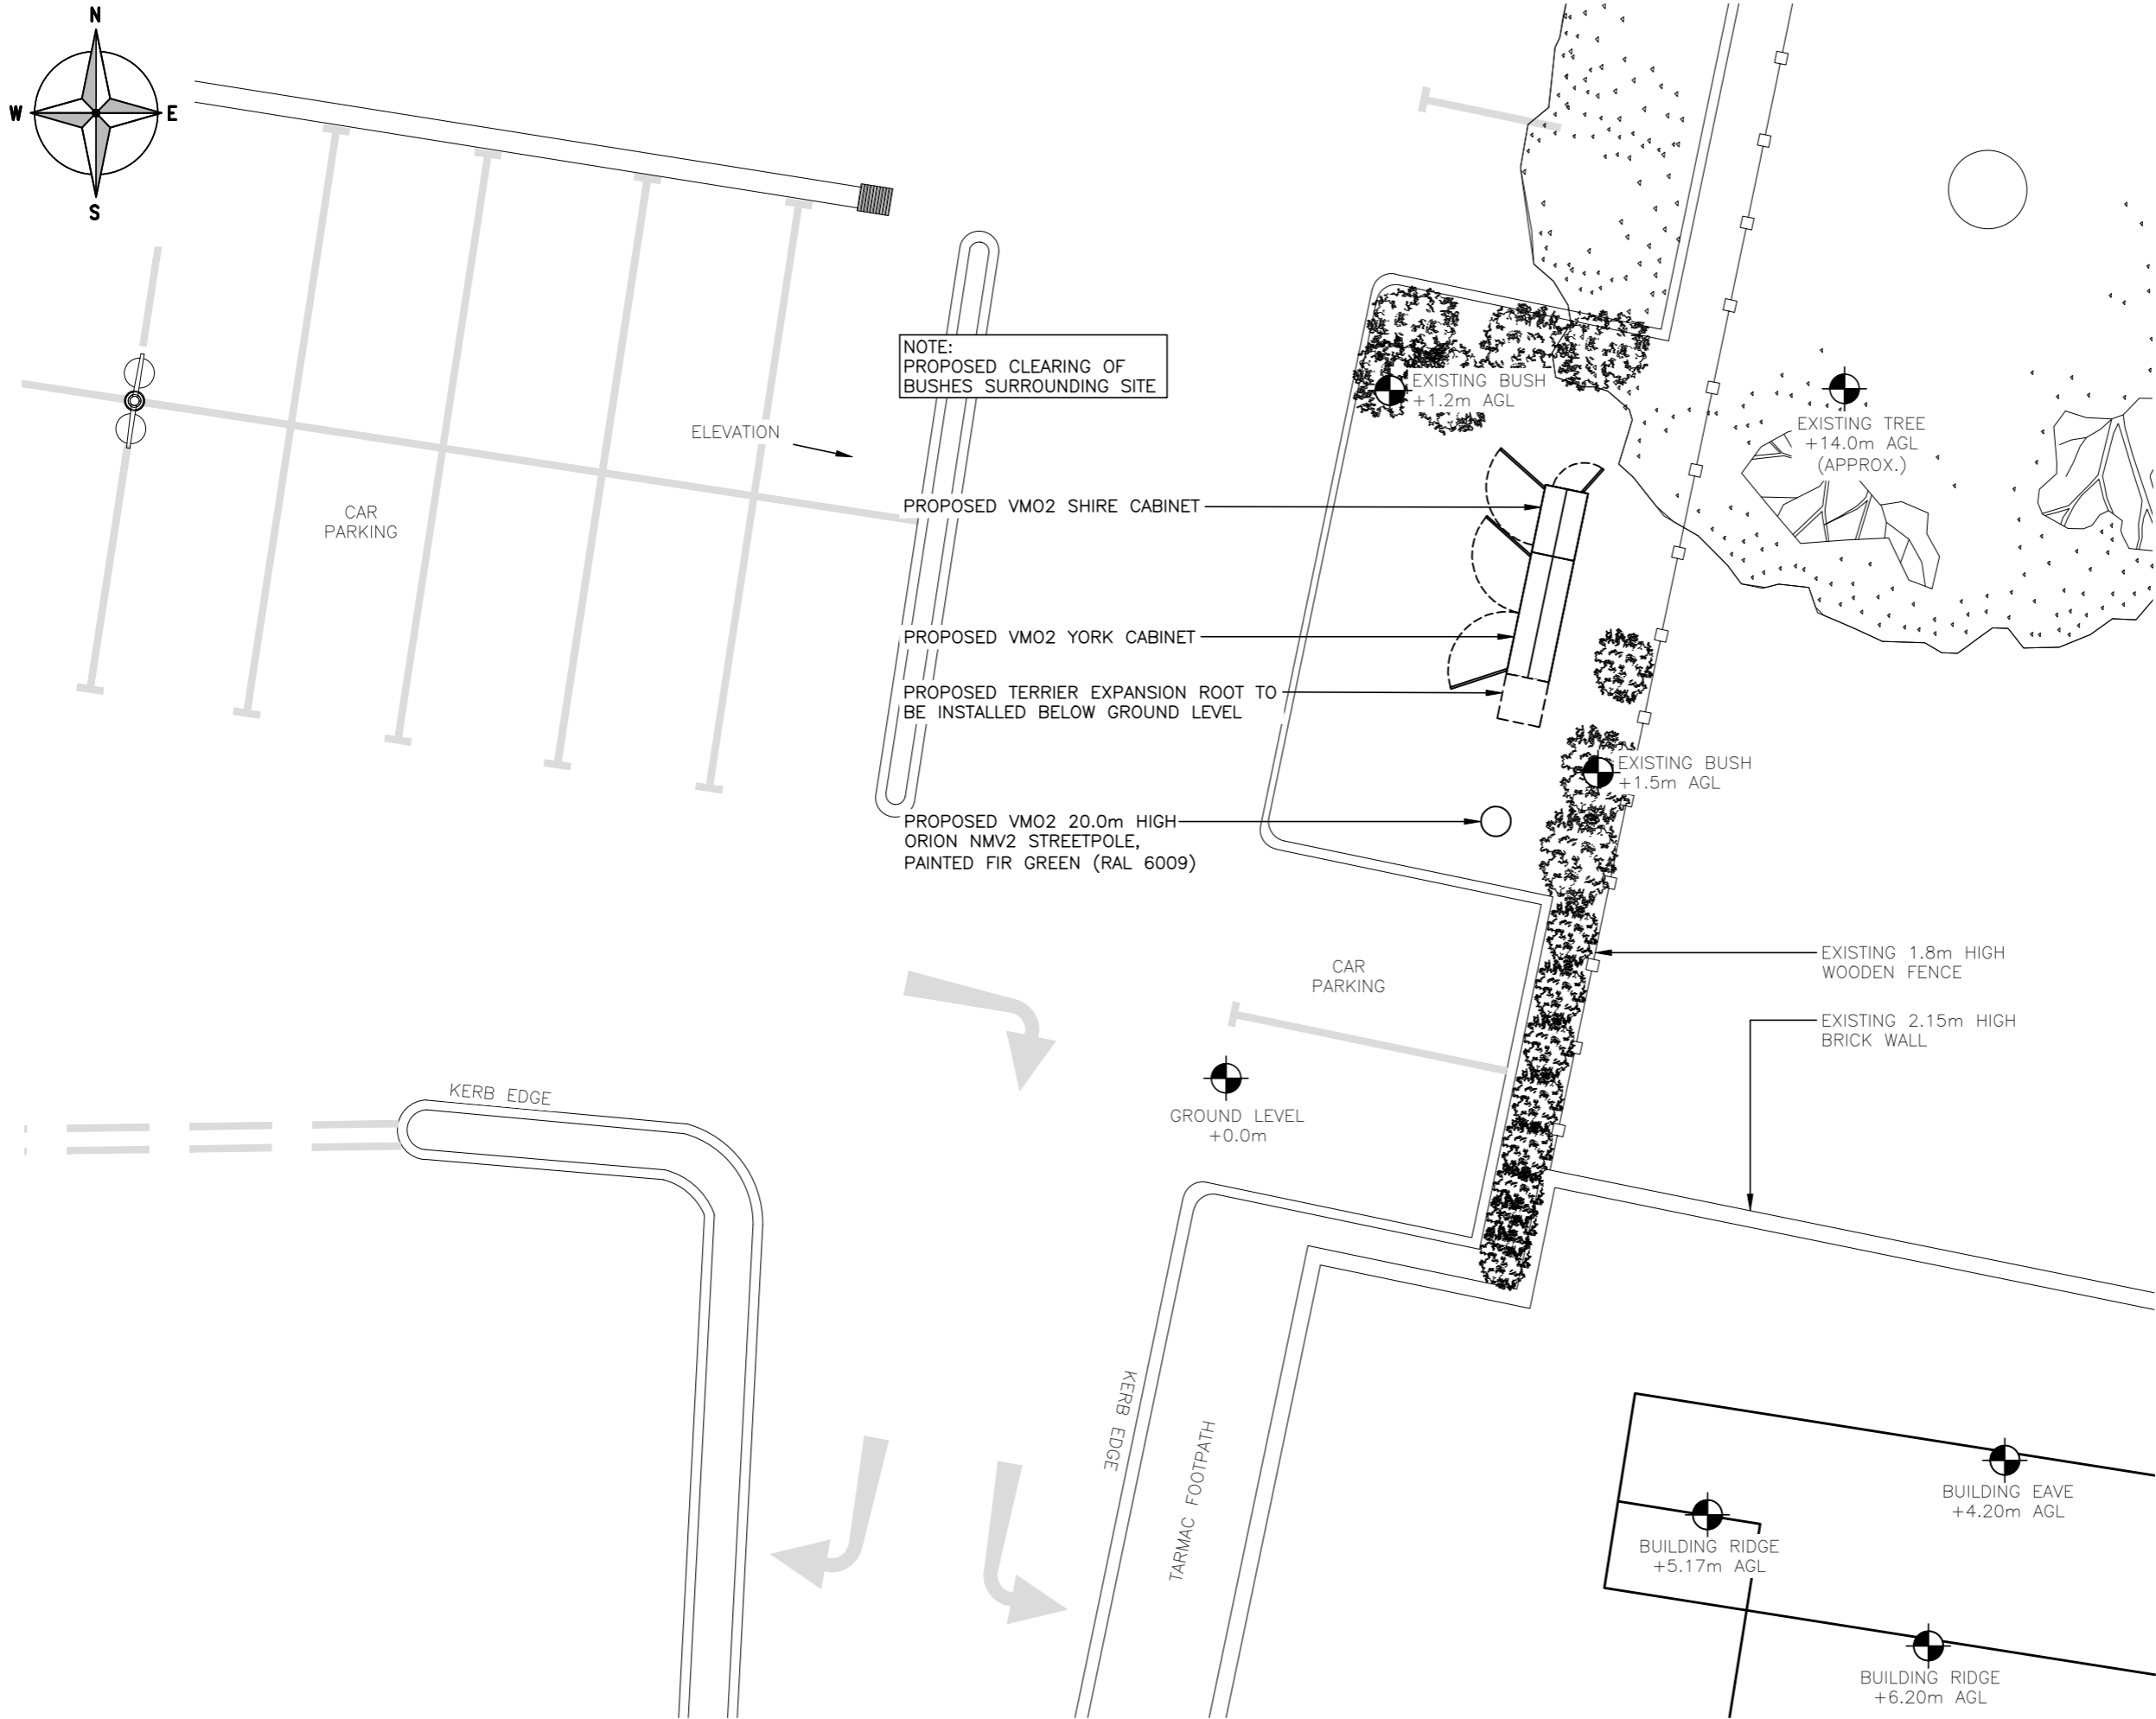 N
W
E
S
NOTE:
PROPOSED CLEARING OF
BUSHES SURROUNDING SITE
EXISTING BUSH
+1.2m AGL
ELEVATION
EXISTING TREE
+14.0m AGL
(APPROX.)
CAR
PARKING
PROPOSED VMO2 SHIRE CABINET
PROPOSED VMO2 YORK CABINET
PROPOSED TERRIER EXPANSION ROOT TO
BE INSTALLED BELOW GROUND LEVEL
EXISTING BUSH
+1.5m AGL
PROPOSED VMO2 20.0m HIGH
ORION NMV2 STREETPOLE,
PAINTED FIR GREEN (RAL 6009)
EXISTING 1.8m HIGH
WOODEN FENCE
CAR
PARKING
EXISTING 2.15m HIGH
BRICK WALL
KERB EDGE
GROUND LEVEL
+0.0m
KERB EDGE
TARMAC FOOTPATH
BUILDING EAVE
+4.20m AGL
BUILDING RIDGE
+5.17m AGL
BUILDING RIDGE
+6.20m AGL